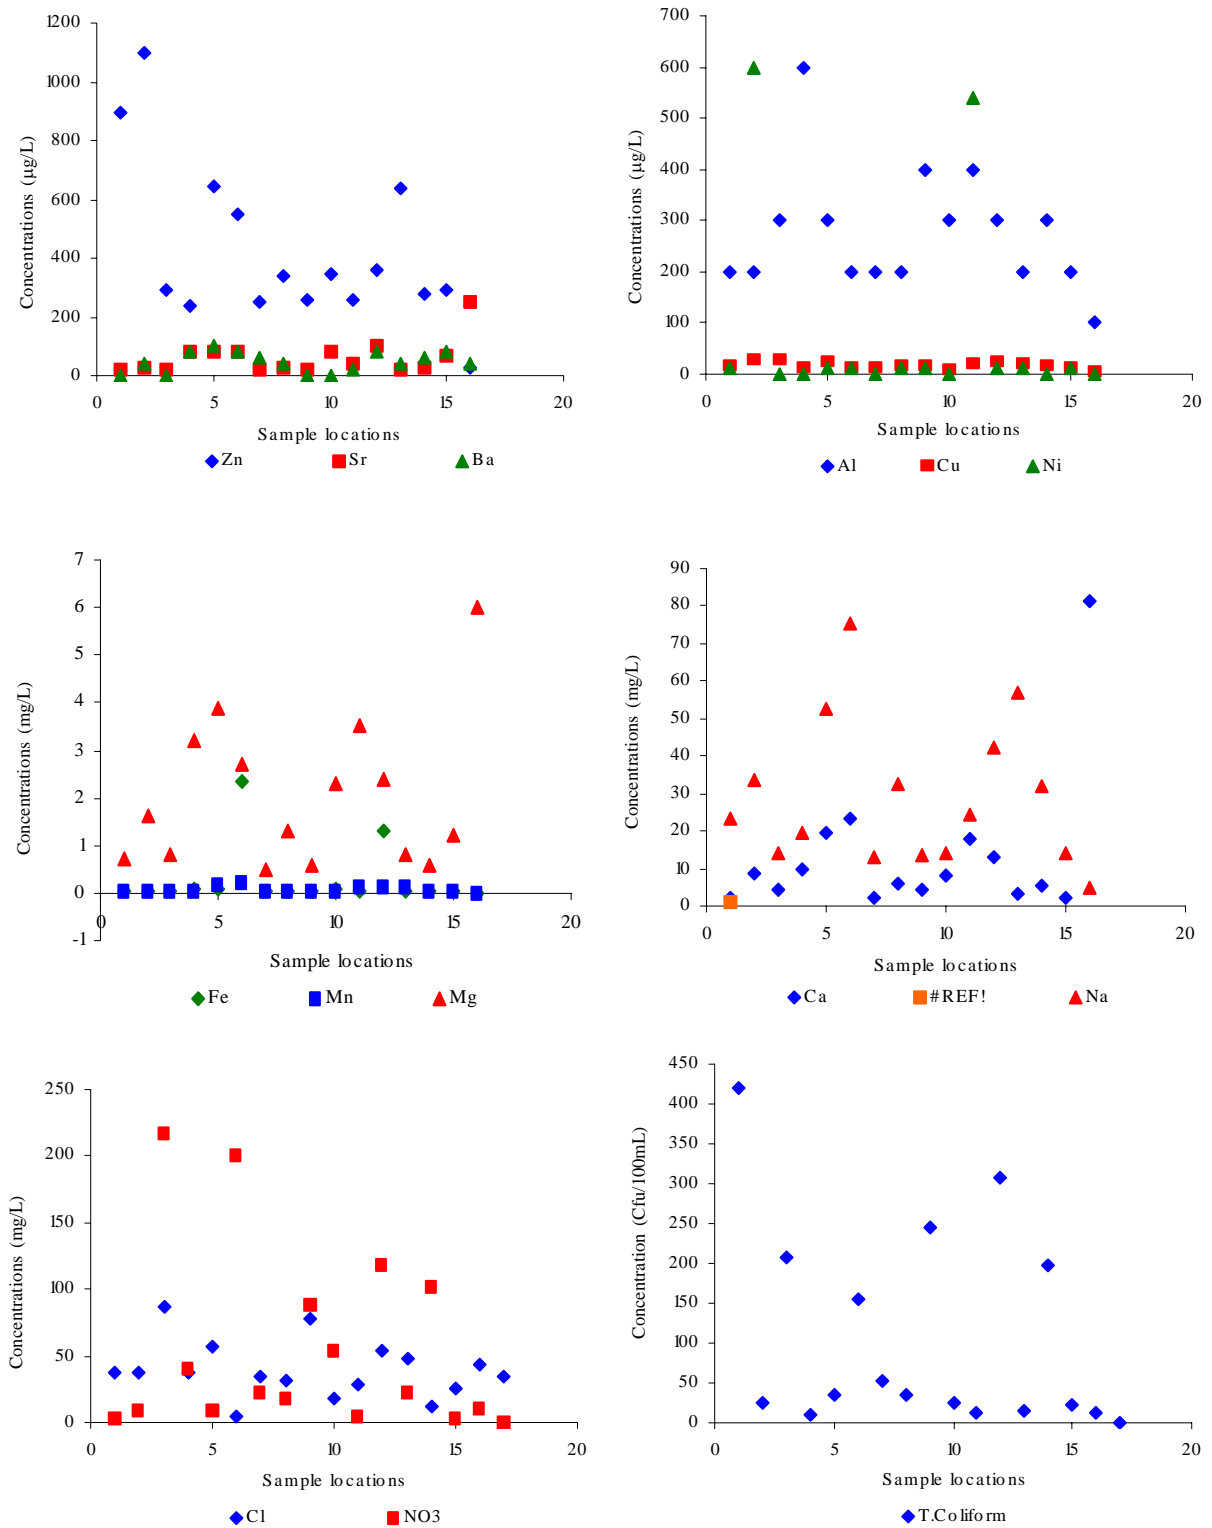 1200
1000
800
600
400
200
0
Concentrations (µg/L)
0 5 10 15 20
Sample locations
Zn Sr Ba
700
600
500
400
300
200
100
0
Concentrations (µg/L)
0 5 10 15 20
Sample locations
Al Cu Ni
7
6
5
4
3
2
1
0
-1
Concentrations (mg/L)
0 5 10 15 20
Sample locations
Fe Mn Mg
90
80
70
60
50
40
30
20
10
0
Concentrations (mg/L)
0 5 10 15 20
Sample locations
Ca #REF! Na
250
200
150
100
50
0
Concentrations (mg/L)
0 5 10 15 20
Sample locations
Cl NO3
450
400
350
300
250
200
150
100
50
0
Concentration (Cfu/100mL)
0 5 10 15 20
Sample locations
T.Coliform